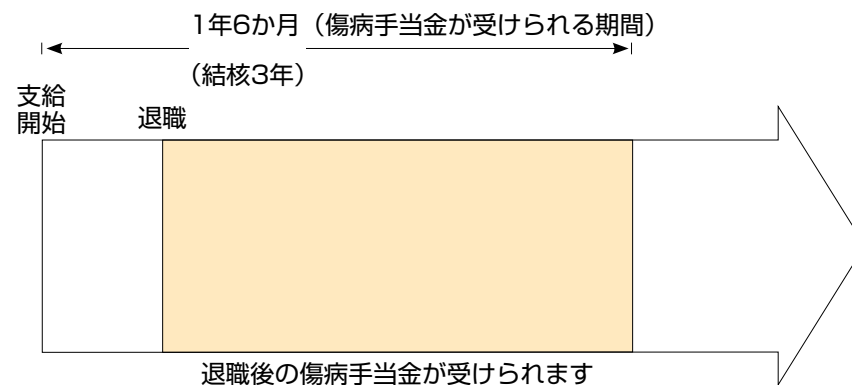 1年6か月（傷病手当金が受けられる期間）
（結核3年）
支給
開始
退職
退職後の傷病手当金が受けられます